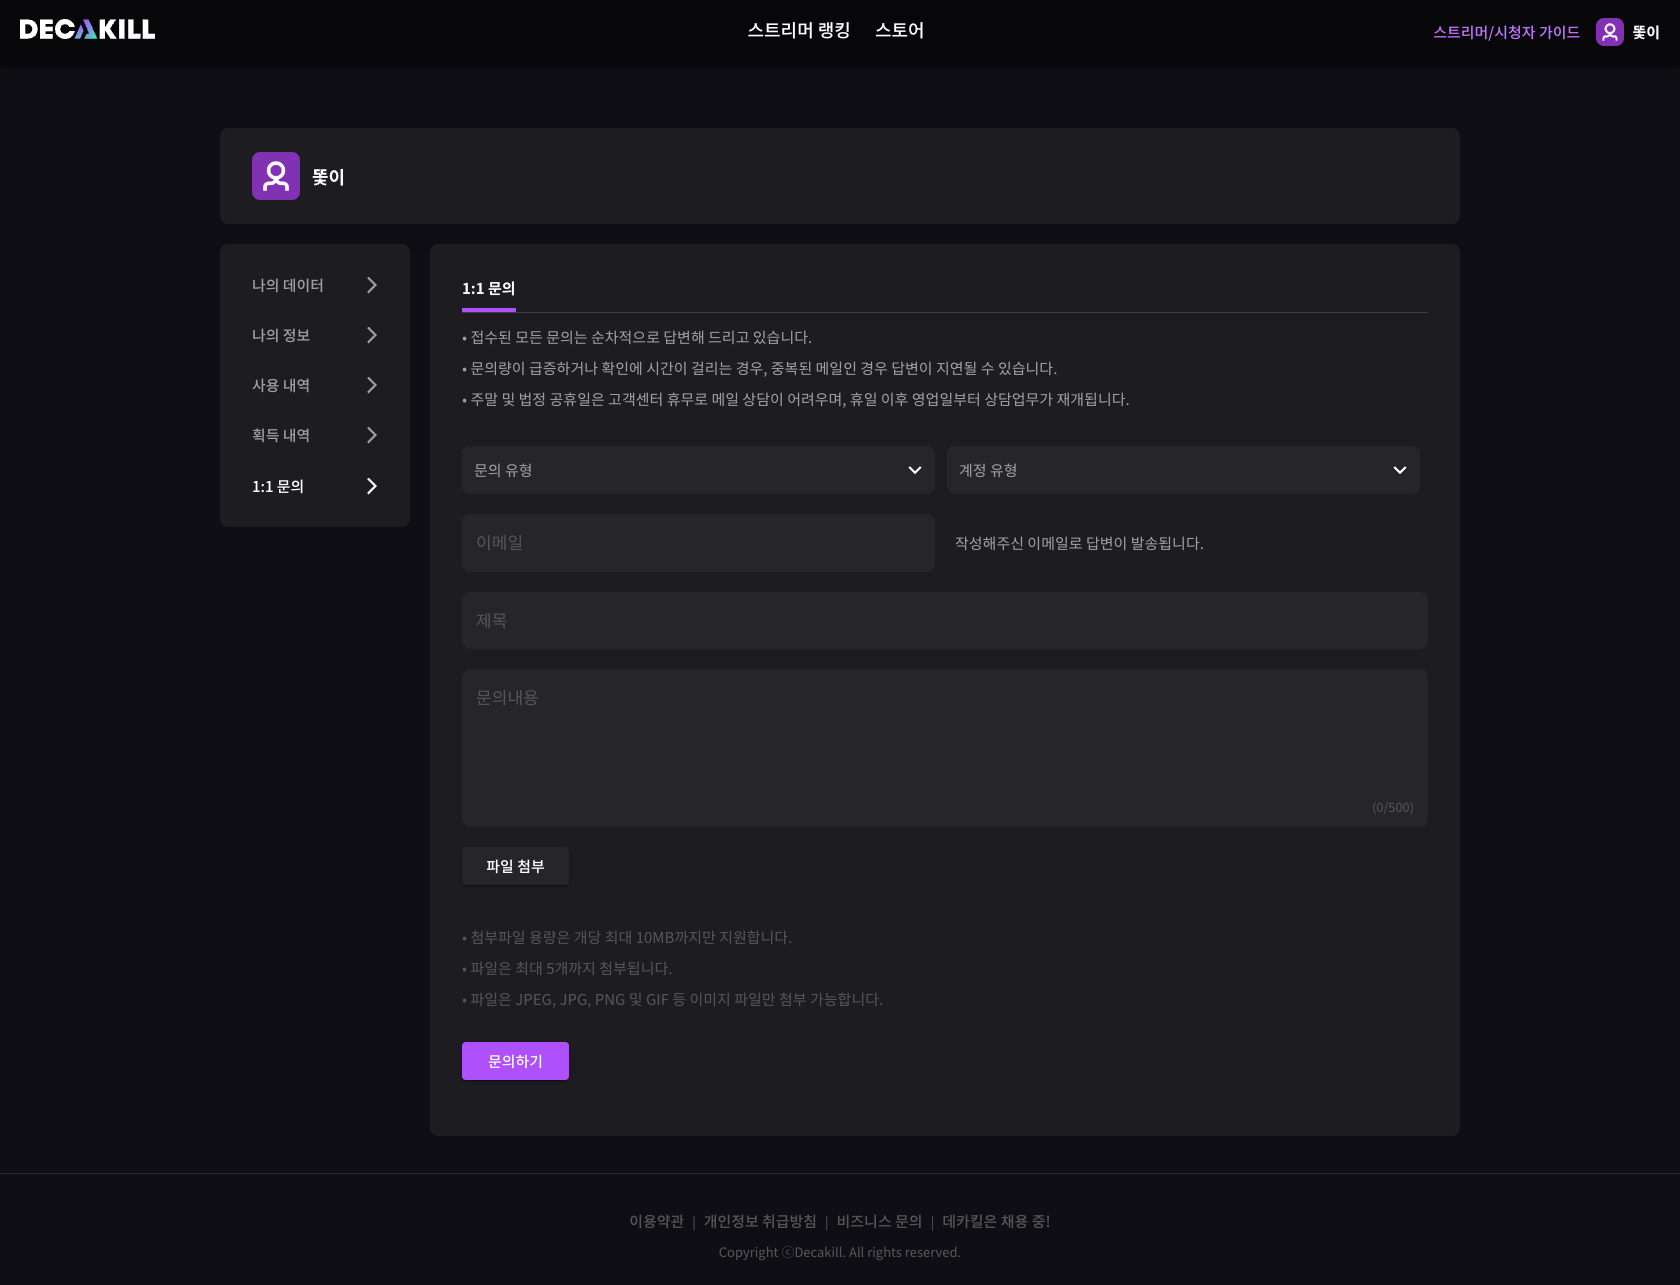 DECAKILL
스트리머 랭킹 스토어
스트리머/시청자 가이드 똧이
똧이
나의 데이터
나의 정보
사용 내역
획득 내역
1:1 문의
1:1 문의
• 접수된 모든 문의는 순차적으로 답변해 드리고 있습니다.
• 문의량이 급증하거나 확인에 시간이 걸리는 경우, 중복된 메일인 경우 답변이 지연될 수 있습니다.
• 주말 및 법정 공휴일은 고객센터 휴무로 메일 상담이 어려우며, 휴일 이후 영업일부터 상담업무가 재개됩니다.
문의 유형 계정 유형
이메일 작성해주신 이메일로 답변이 발송됩니다.
제목
문의내용
(0/500)
파일 첨부
• 첨부파일 용량은 개당 최대 10MB까지만 지원합니다.
• 파일은 최대 5개까지 첨부됩니다.
• 파일은 JPEG, JPG, PNG 및 GIF 등 이미지 파일만 첨부 가능합니다.
문의하기
이용약관 | 개인정보 취급방침 | 비즈니스 문의 | 데카킬은 채용 중!
Copyright ⓒDecakill. All rights reserved.